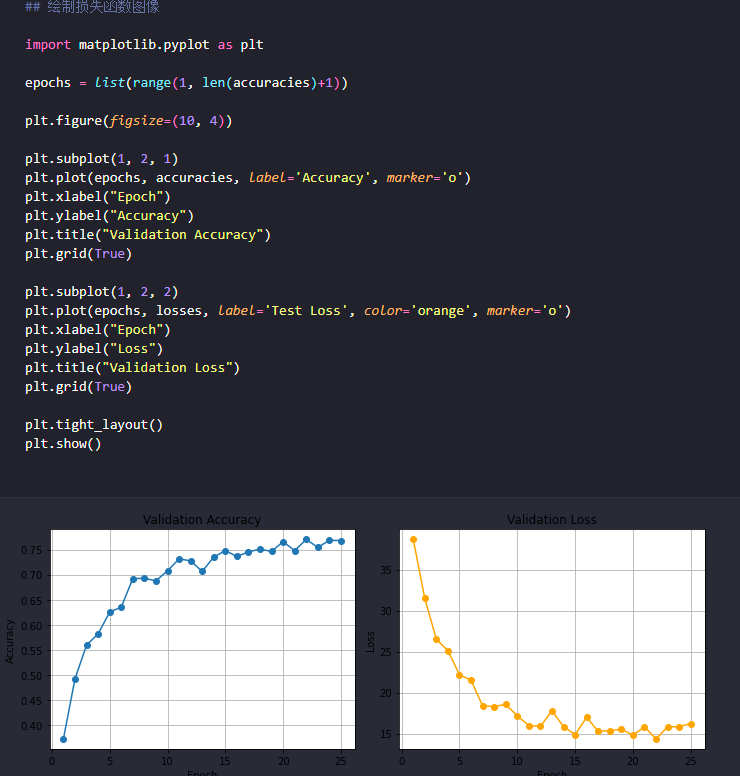 ## 绘制损失函数图像
import matplotlib.pyplot as plt
epochs = list(range(1, len(accuracies)+1))
plt.figure(figsize=(10, 4))
plt.subplot(1, 2, 1)
plt.plot(epochs, accuracies, label='Accuracy', marker='o')
plt.xlabel("Epoch")
plt.ylabel("Accuracy")
plt.title("Validation Accuracy")
plt.grid(True)
plt.subplot(1, 2, 2)
plt.plot(epochs, losses, label='Test Loss', color='orange', marker='o')
plt.xlabel("Epoch")
plt.ylabel("Loss")
plt.title("Validation Loss")
plt.grid(True)
plt.tight_layout()
plt.show()
Validation Accuracy
Accuracy
0.75
0.70
0.65
0.60
0.55
0.50
0.45
0.40
0 5 10 15 20 25
Epoch
Validation Loss
Loss
35
30
25
20
15
0 5 10 15 20 25
Epoch